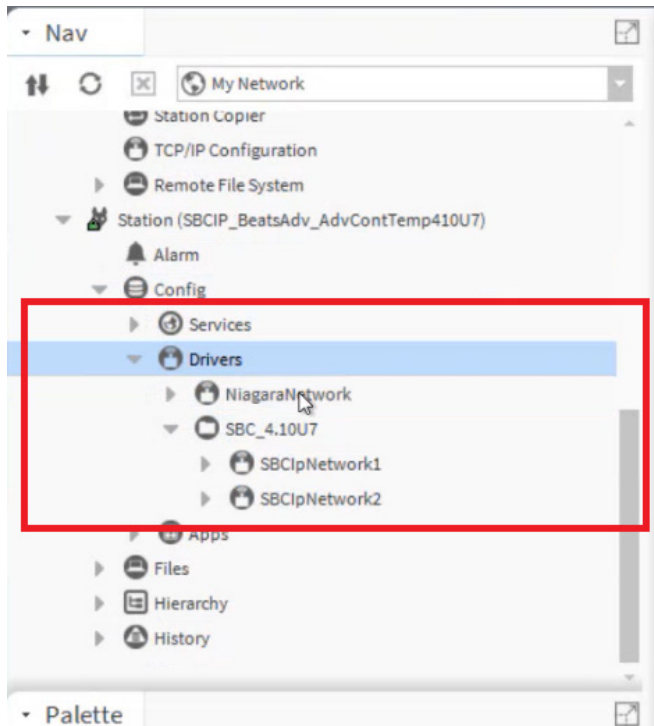 Nav
My Network
Station Copier
TCP/IP Configuration
Remote File System
Station (SBCIP_BeatsAdv_AdvContTemp410U7)
Alarm
Config
Services
Drivers
NiagaraNetwork
SBC_4.10U7
SBCIpNetwork1
SBCIpNetwork2
Apps
Files
Hierarchy
History
Palette